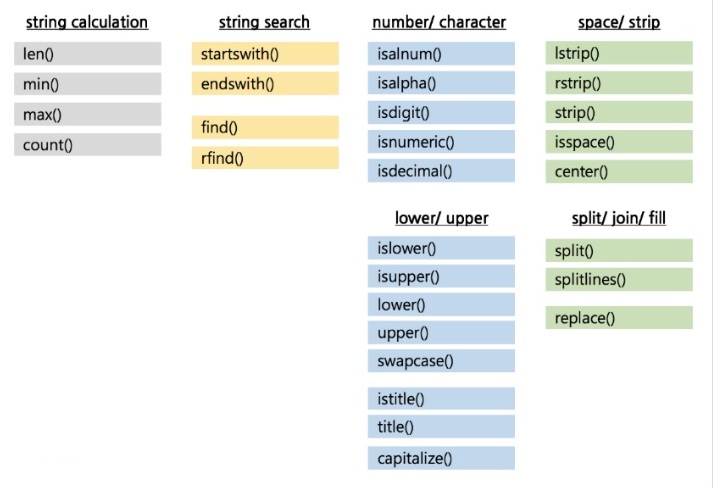 string calculation
len()
min()
max()
count()
string search
startswith()
endswith()
find()
rfind()
number/ character
isalnum()
isalpha()
isdigit()
isnumeric()
isdecimal()
space/ strip
lstrip()
rstrip()
strip()
isspace()
center()
lower/ upper
islower()
isupper()
lower()
upper()
swapcase()
istitle()
title()
capitalize()
split/ join/ fill
split()
splitlines()
replace()